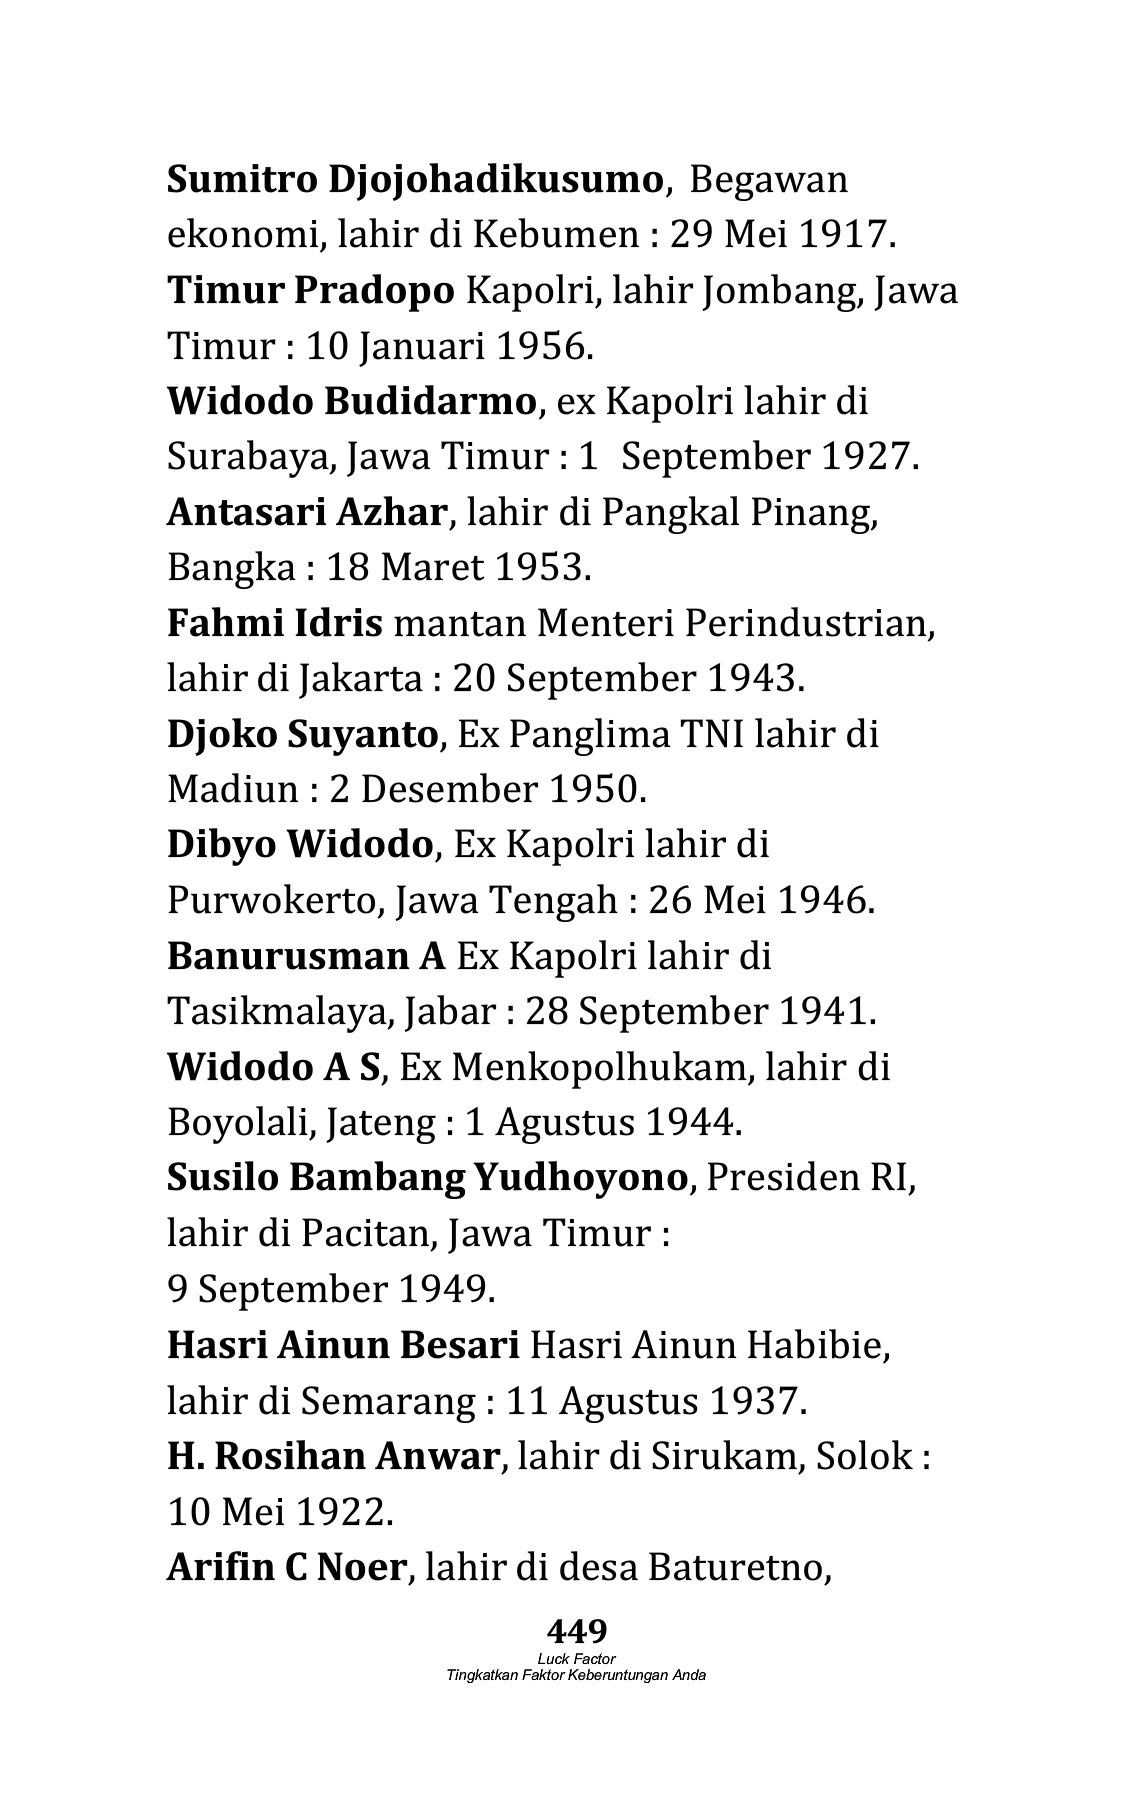 Sumitro Djojohadikusumo, Begawan
ekonomi, lahir di Kebumen : 29 Mei 1917.
Timur Pradopo Kapolri, lahir Jombang, Jawa
Timur : 10 Januari 1956.
Widodo Budidarmo, ex Kapolri lahir di
Surabaya, Jawa Timur : 1 September 1927.
Antasari Azhar, lahir di Pangkal Pinang,
Bangka : 18 Maret 1953.
Fahmi Idris mantan Menteri Perindustrian,
lahir di Jakarta : 20 September 1943.
Djoko Suyanto, Ex Panglima TNI lahir di
Madiun : 2 Desember 1950.
Dibyo Widodo, Ex Kapolri lahir di
Purwokerto, Jawa Tengah : 26 Mei 1946.
Banurusman A Ex Kapolri lahir di
Tasikmalaya, Jabar : 28 September 1941.
Widodo A S, Ex Menkopolhukam, lahir di
Boyolali, Jateng : 1 Agustus 1944.
Susilo Bambang Yudhoyono, Presiden RI,
lahir di Pacitan, Jawa Timur :
9 September 1949.
Hasri Ainun Besari Hasri Ainun Habibie,
lahir di Semarang : 11 Agustus 1937.
H. Rosihan Anwar, lahir di Sirukam, Solok :
10 Mei 1922.
Arifin C Noer, lahir di desa Baturetno,
449
Luck Factor
Tingkatkan Faktor Keberuntungan Anda